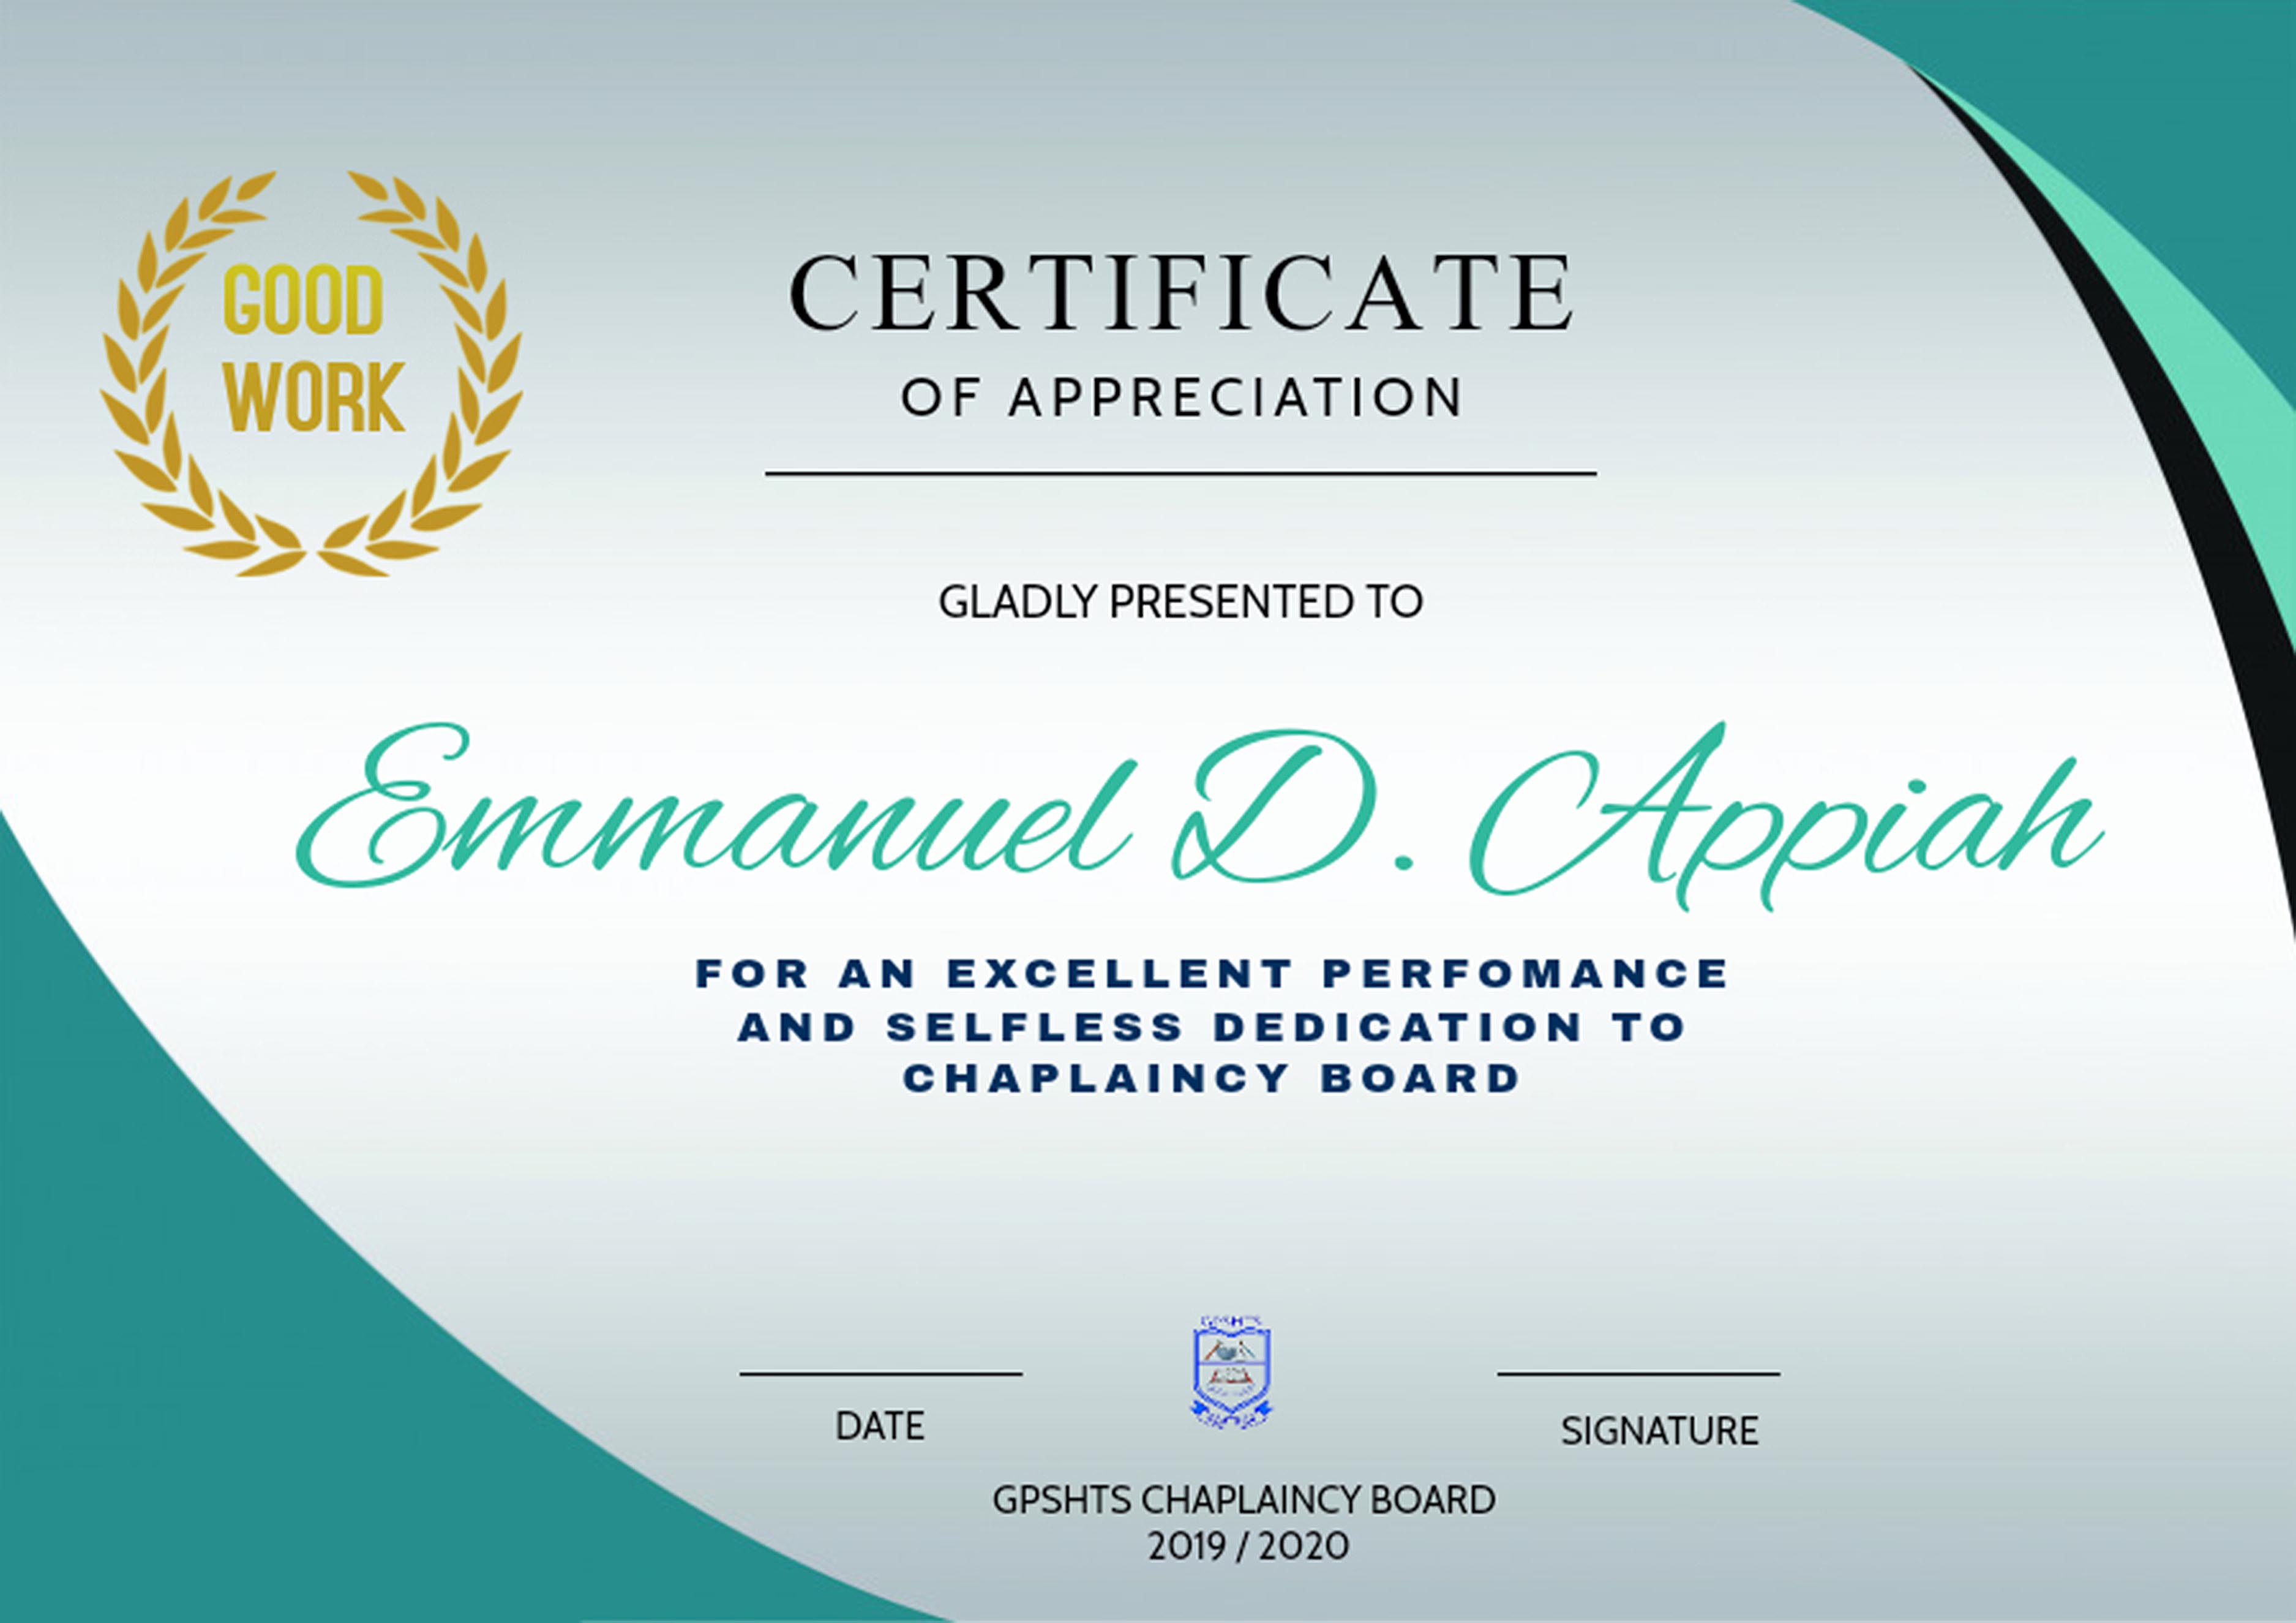 GOOD
WORK
CERTIFICATE
OF APPRECIATION
GLADLY PRESENTED TO
Emmanuel D. Appiah
FOR AN EXCELLENT PERFOMANCE
AND SELFLESS DEDICATION TO
CHAPLAINCY BOARD
GPSHTS
DATE
SIGNATURE
GPSHTS CHAPLAINCY BOARD
2019 / 2020